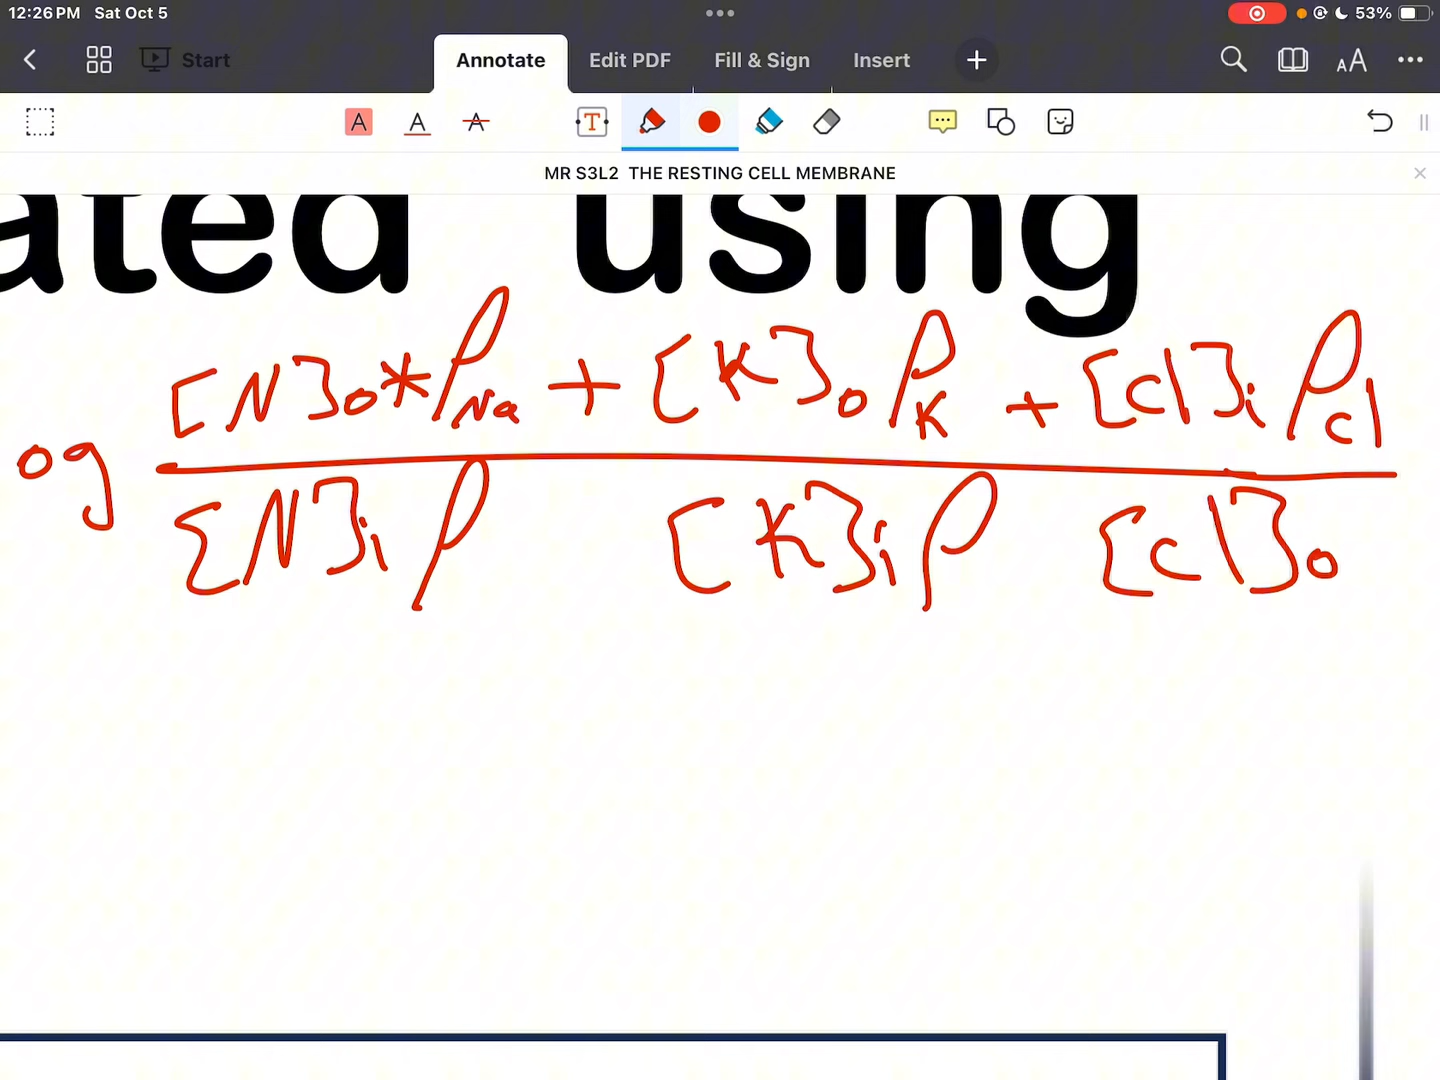 12:26 PM Sat Oct 5 53%
Start Annotate Edit PDF Fill & Sign Insert
MR S3L2 THE RESTING CELL MEMBRANE
ated using
[N]o*PNa + [K]o PK + [Cl]i PCl
og
[N]i P [K]i P [Cl]o